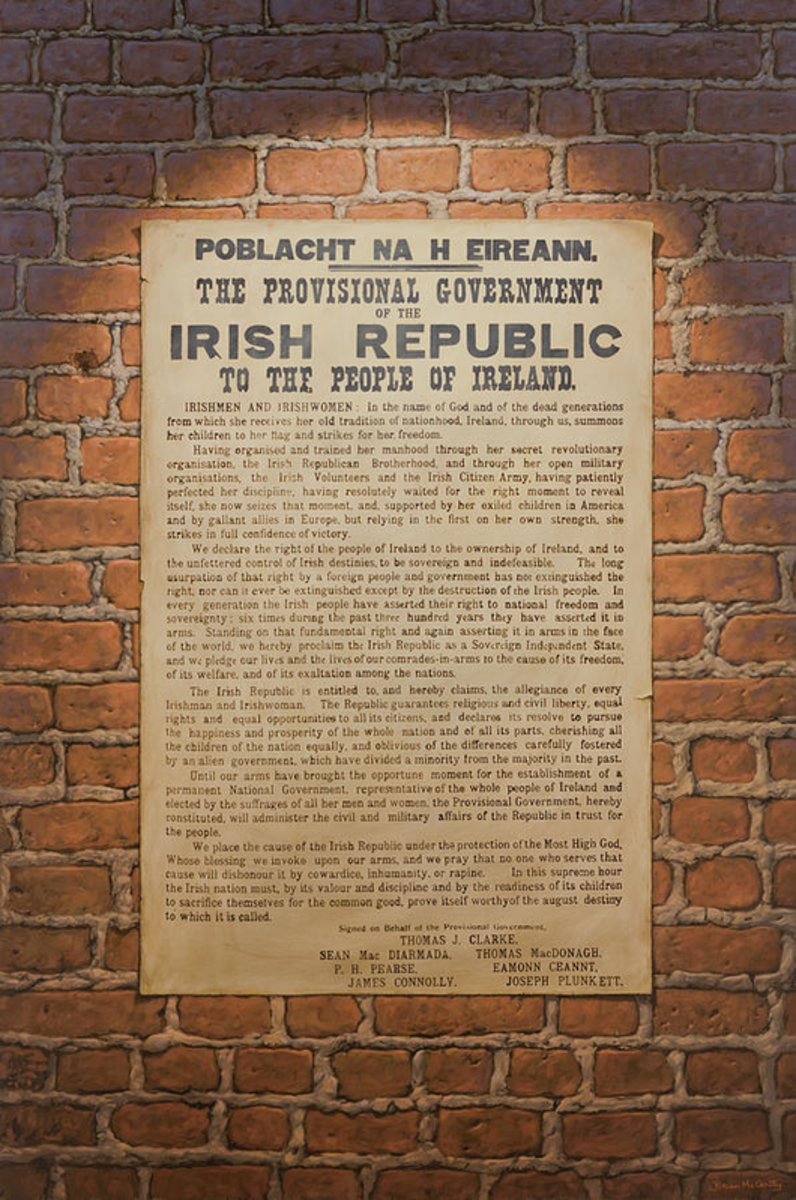 POBLACHT NA H EIREANN.
THE PROVISIONAL GOVERNMENT
OF THE
IRISH REPUBLIC
TO THE PEOPLE OF IRELAND.
IRISHMEN AND IRISHWOMEN : In the name of God and of the dead generations
from which she receives her old tradition of nationhood, Ireland, through us, summons
her children to her flag and strikes for her freedom.
Having organised and trained her manhood through her secret revolutionary
organisation, the Irish Republican Brotherhood, and through her open military
organisations, the Irish Volunteers and the Irish Citizen Army, having patiently
perfected her discipline, having resolutely waited for the right moment to reveal
itself, she now seizes that moment, and, supported by her exiled children in America
and by gallant allies in Europe, but relying in the first on her own strength, she
strikes in full confidence of victory.
We declare the right of the people of Ireland to the ownership of Ireland, and to
the unfettered control of Irish destinies, to be sovereign and indefeasible. The long
usurpation of that right by a foreign people and government has not extinguished the
right, nor can it ever be extinguished except by the destruction of the Irish people. In
every generation the Irish people have asserted their right to national freedom and
sovereignty ; six times during the past three hundred years they have asserted it in
arms. Standing on that fundamental right and again asserting it in arms in the face
of the world, we hereby proclaim the Irish Republic as a Sovereign Independent State,
and we pledge our lives and the lives of our comrades-in-arms to the cause of its freedom,
of its welfare, and of its exaltation among the nations.
The Irish Republic is entitled to, and hereby claims, the allegiance of every
Irishman and Irishwoman. The Republic guarantees religious and civil liberty, equal
rights and equal opportunities to all its citizens, and declares its resolve to pursue
the happiness and prosperity of the whole nation and of all its parts, cherishing all
the children of the nation equally, and oblivious of the differences carefully fostered
by an alien government, which have divided a minority from the majority in the past.
Until our arms have brought the opportune moment for the establishment of a
permanent National Government, representative of the whole people of Ireland and
elected by the suffrages of all her men and women, the Provisional Government, hereby
constituted, will administer the civil and military affairs of the Republic in trust for
the people.
We place the cause of the Irish Republic under the protection of the Most High God,
Whose blessing we invoke upon our arms, and we pray that no one who serves that
cause will dishonour it by cowardice, inhumanity, or rapine. In this supreme hour
the Irish nation must, by its valour and discipline and by the readiness of its children
to sacrifice themselves for the common good, prove itself worthy of the august destiny
to which it is called.
Signed on Behalf of the Provisional Government,
THOMAS J. CLARKE,
SEAN Mac DIARMADA, THOMAS MacDONAGH,
P. H. PEARSE, EAMONN CEANNT,
JAMES CONNOLLY. JOSEPH PLUNKETT.
McCarthy